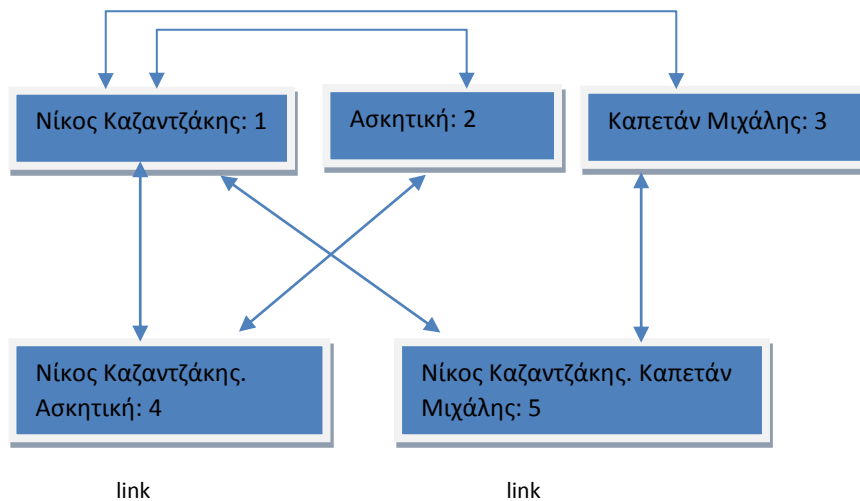 Νίκος Καζαντζάκης: 1
Ασκητική: 2
Καπετάν Μιχάλης: 3
Νίκος Καζαντζάκης.
Ασκητική: 4
Νίκος Καζαντζάκης. Καπετάν
Μιχάλης: 5
link
link